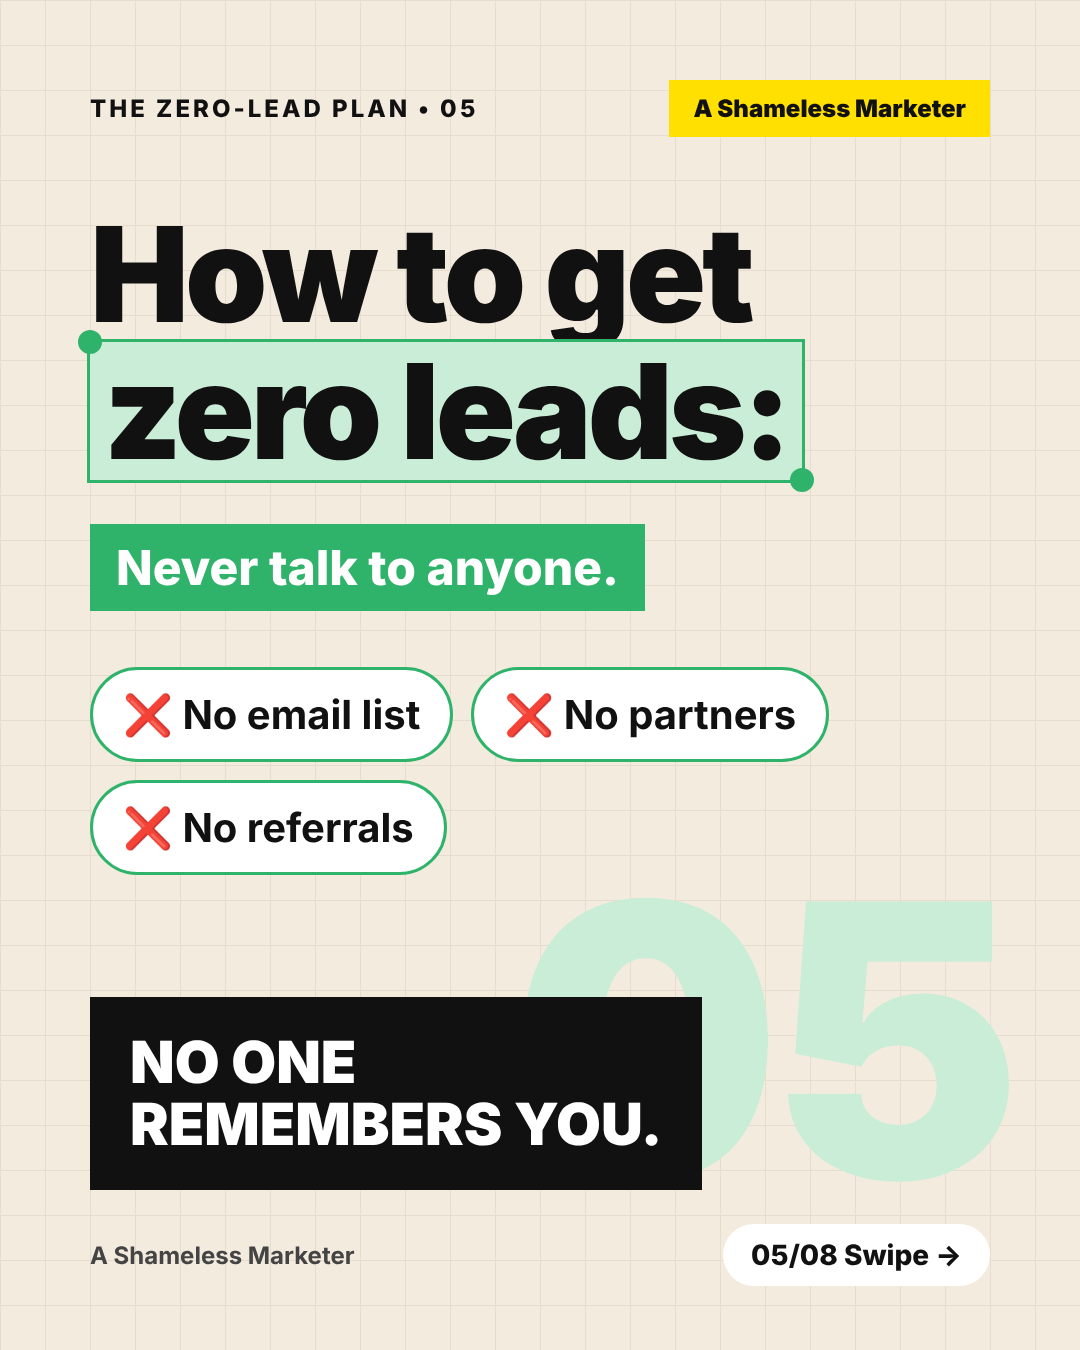 THE ZERO-LEAD PLAN • 05
A Shameless Marketer
How to get
zero leads:
Never talk to anyone.
❌ No email list
❌ No partners
❌ No referrals
05
NO ONE
REMEMBERS YOU.
A Shameless Marketer
05/08 Swipe →